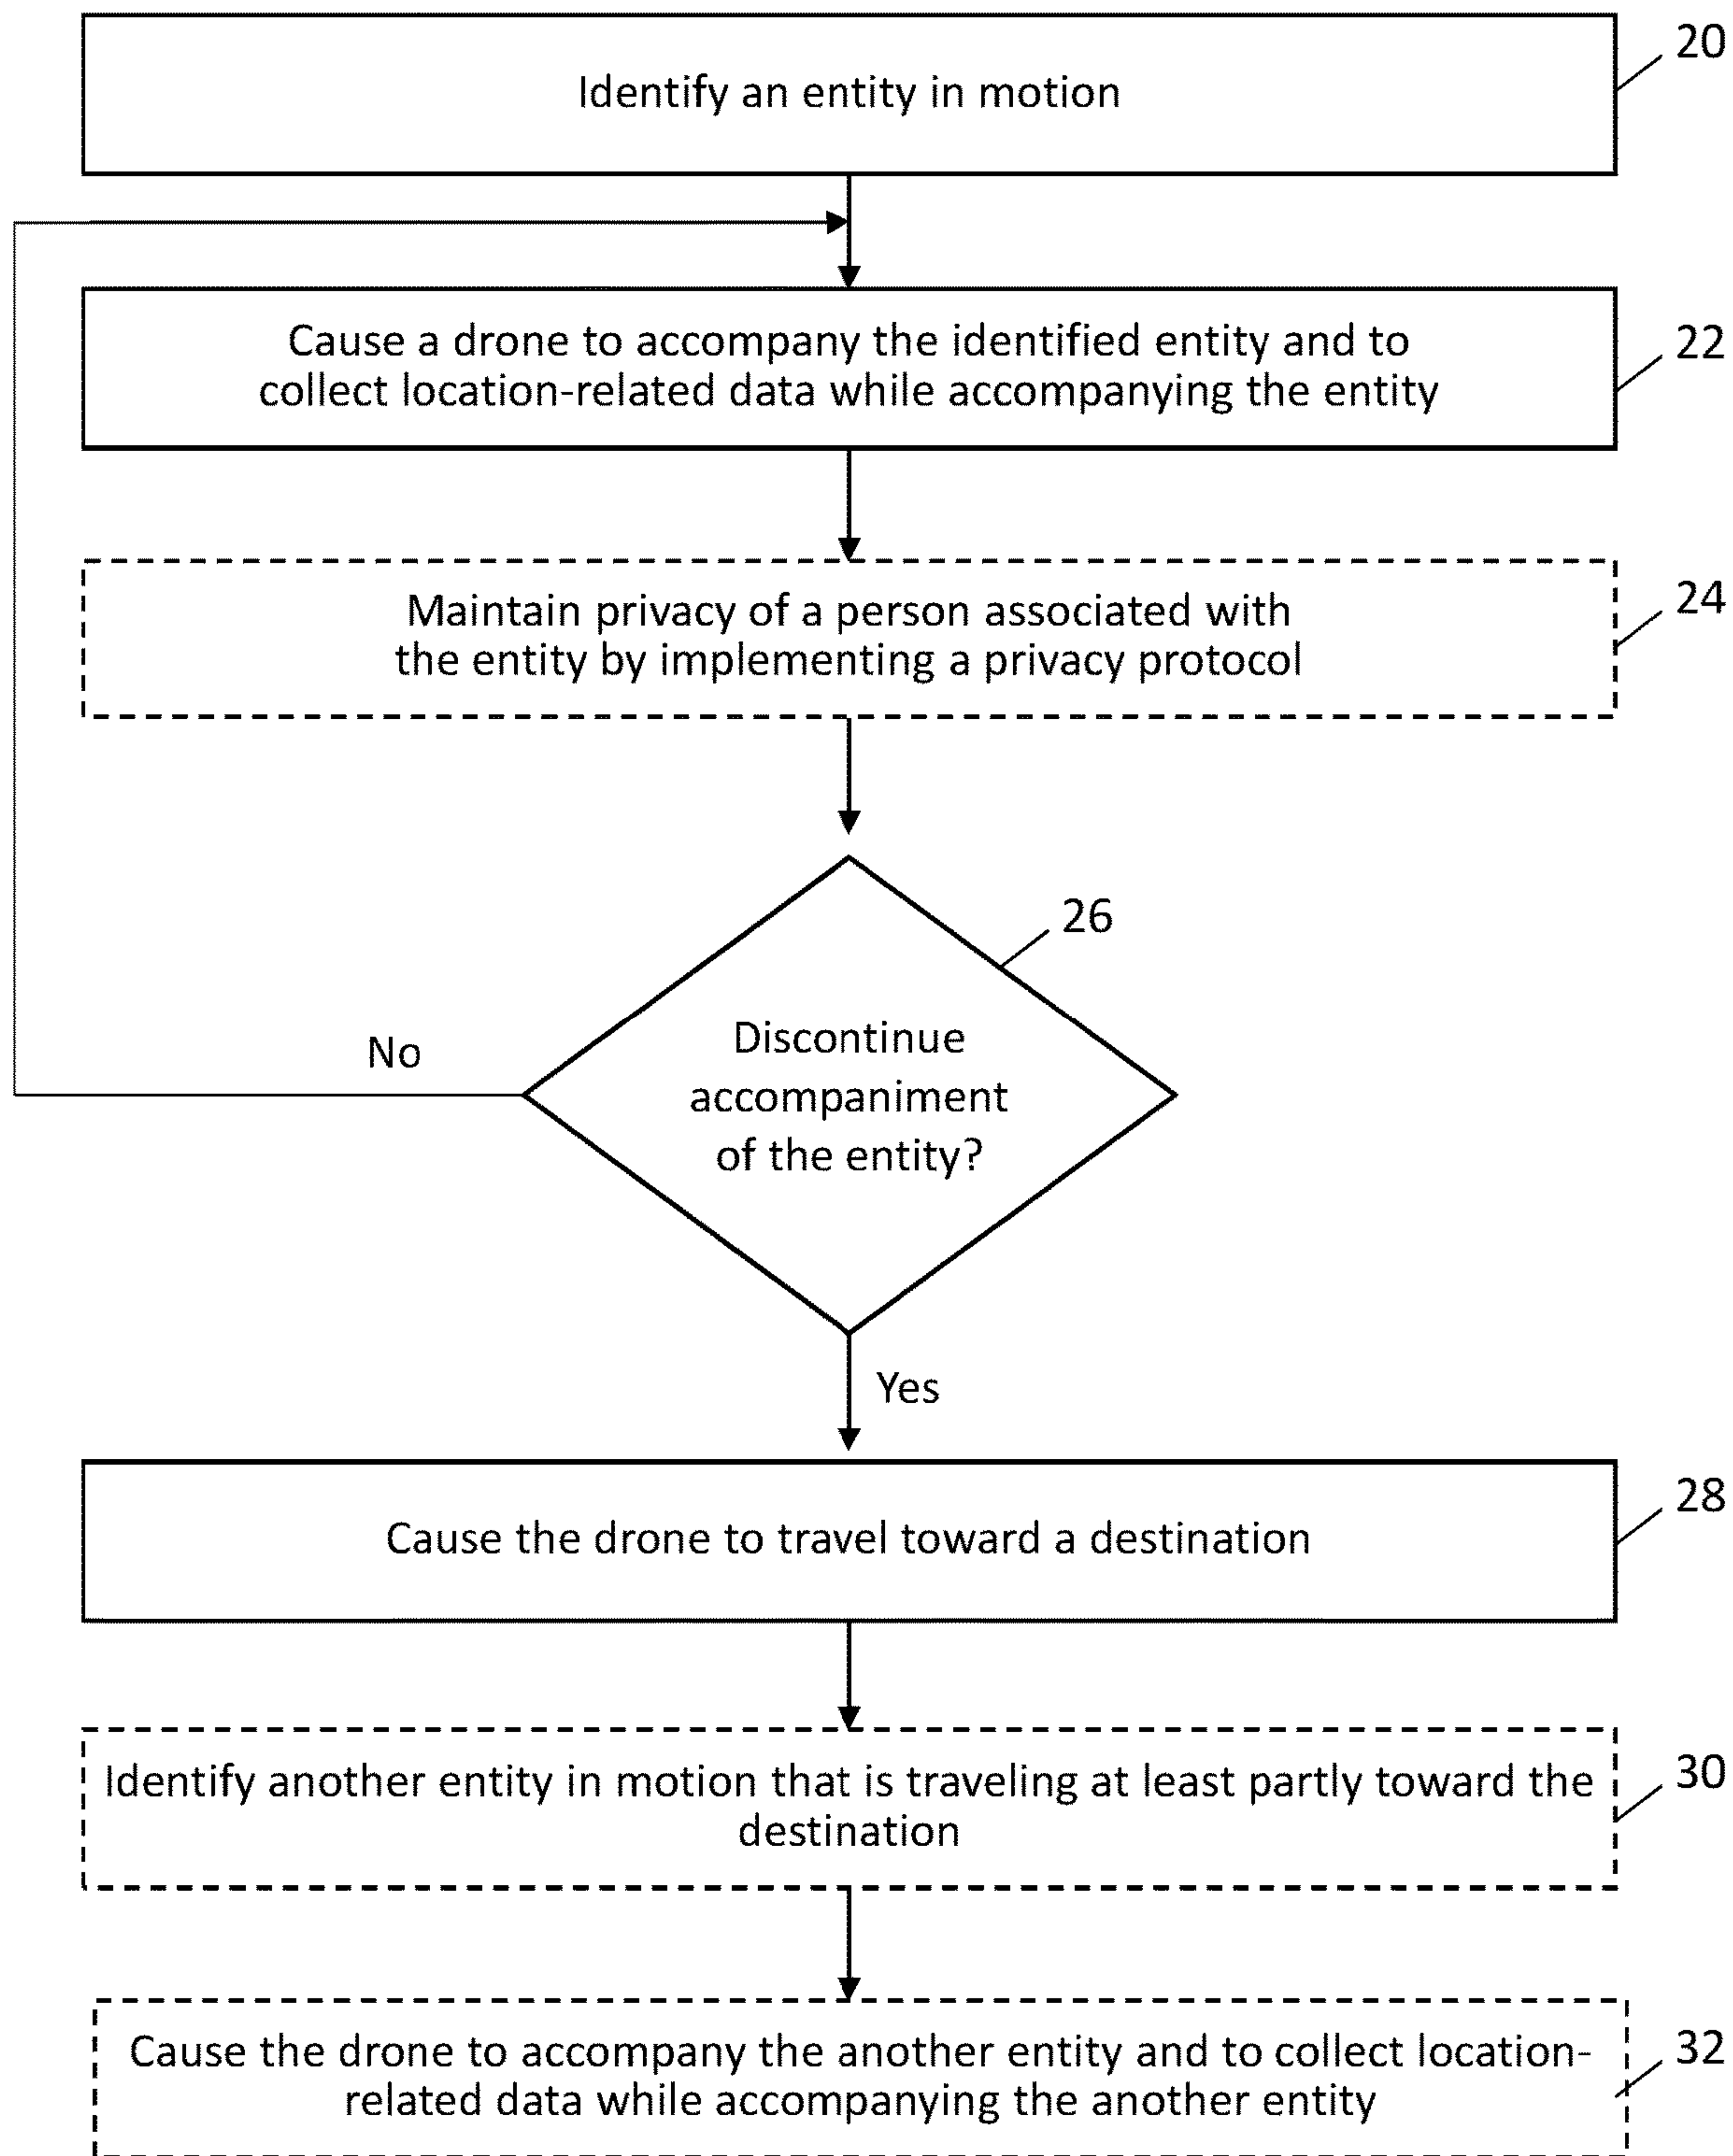 20
Identify an entity in motion
Cause a drone to accompany the identified entity and to
collect location-related data while accompanying the entity
22
Maintain privacy of a person associated with
the entity by implementing a privacy protocol
24
26
Discontinue
accompaniment
of the entity?
No
Yes
Cause the drone to travel toward a destination
28
Identify another entity in motion that is traveling at least partly toward the
destination
30
Cause the drone to accompany the another entity and to collect location-
related data while accompanying the another entity
32